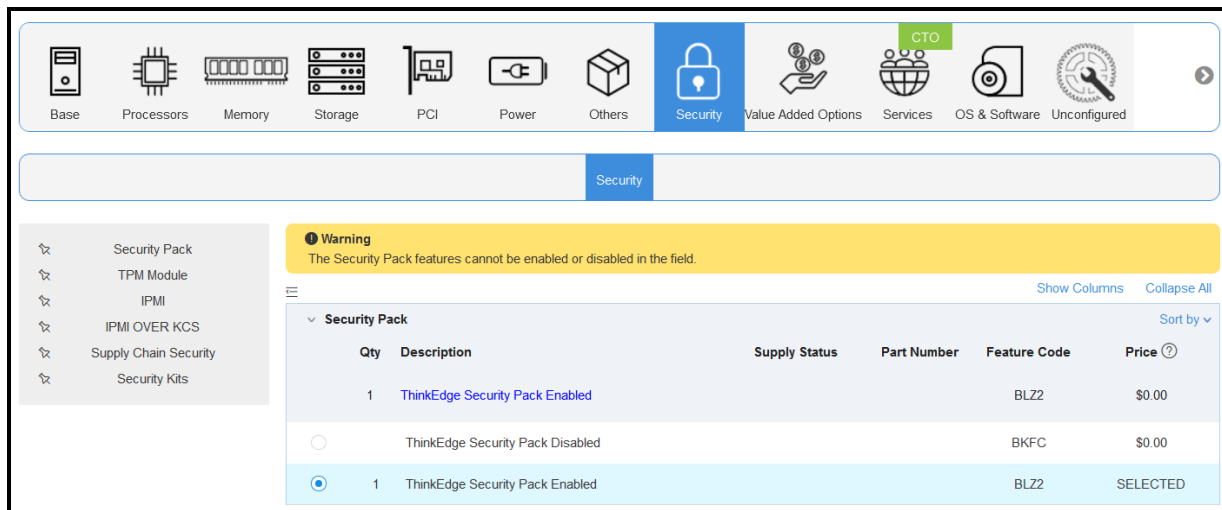 CTO
Base Processors Memory Storage PCI Power Others Security Value Added Options Services OS & Software Unconfigured
Security
Security Pack
TPM Module
IPMI
IPMI OVER KCS
Supply Chain Security
Security Kits
Warning
The Security Pack features cannot be enabled or disabled in the field.
Show Columns Collapse All
Security Pack Sort by
Qty Description Supply Status Part Number Feature Code Price ?
1 ThinkEdge Security Pack Enabled BLZ2 $0.00
ThinkEdge Security Pack Disabled BKFC $0.00
1 ThinkEdge Security Pack Enabled BLZ2 SELECTED